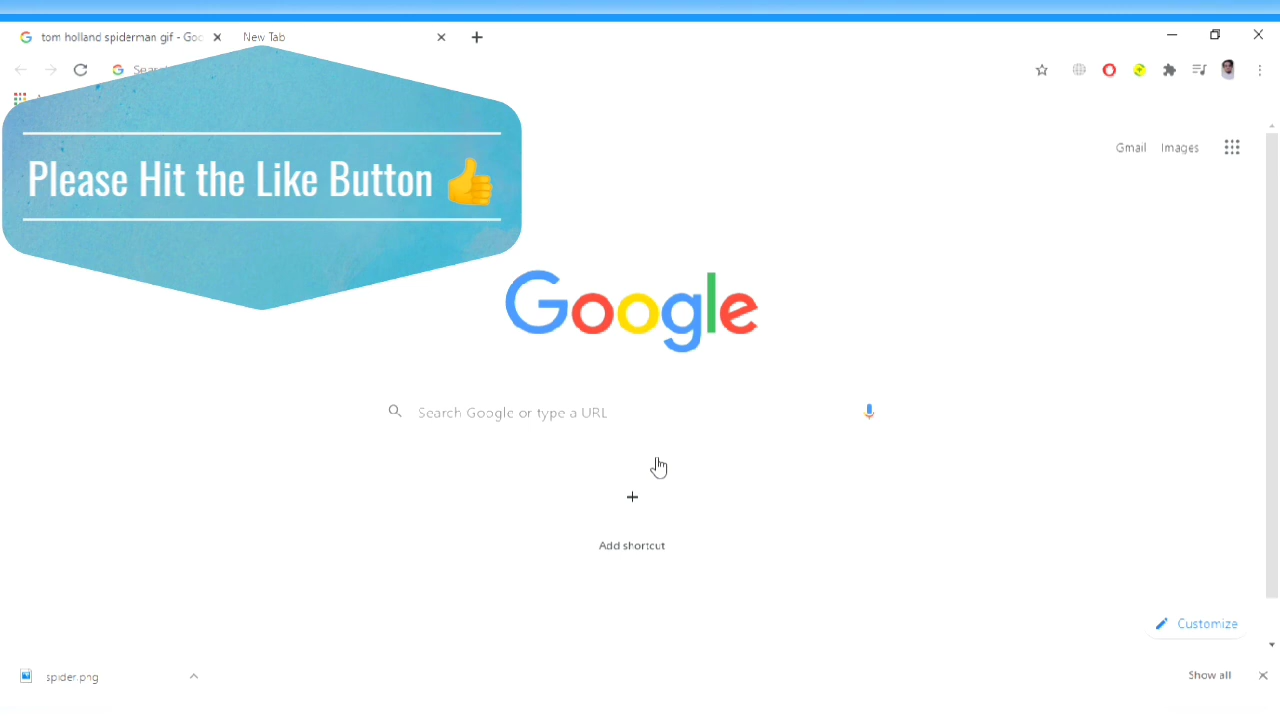 tom holland spiderman gif - Goo
New Tab
Sear
Please Hit the Like Button 👍
Gmail
Images
Google
Search Google or type a URL
Add shortcut
Customize
spider.png
Show all